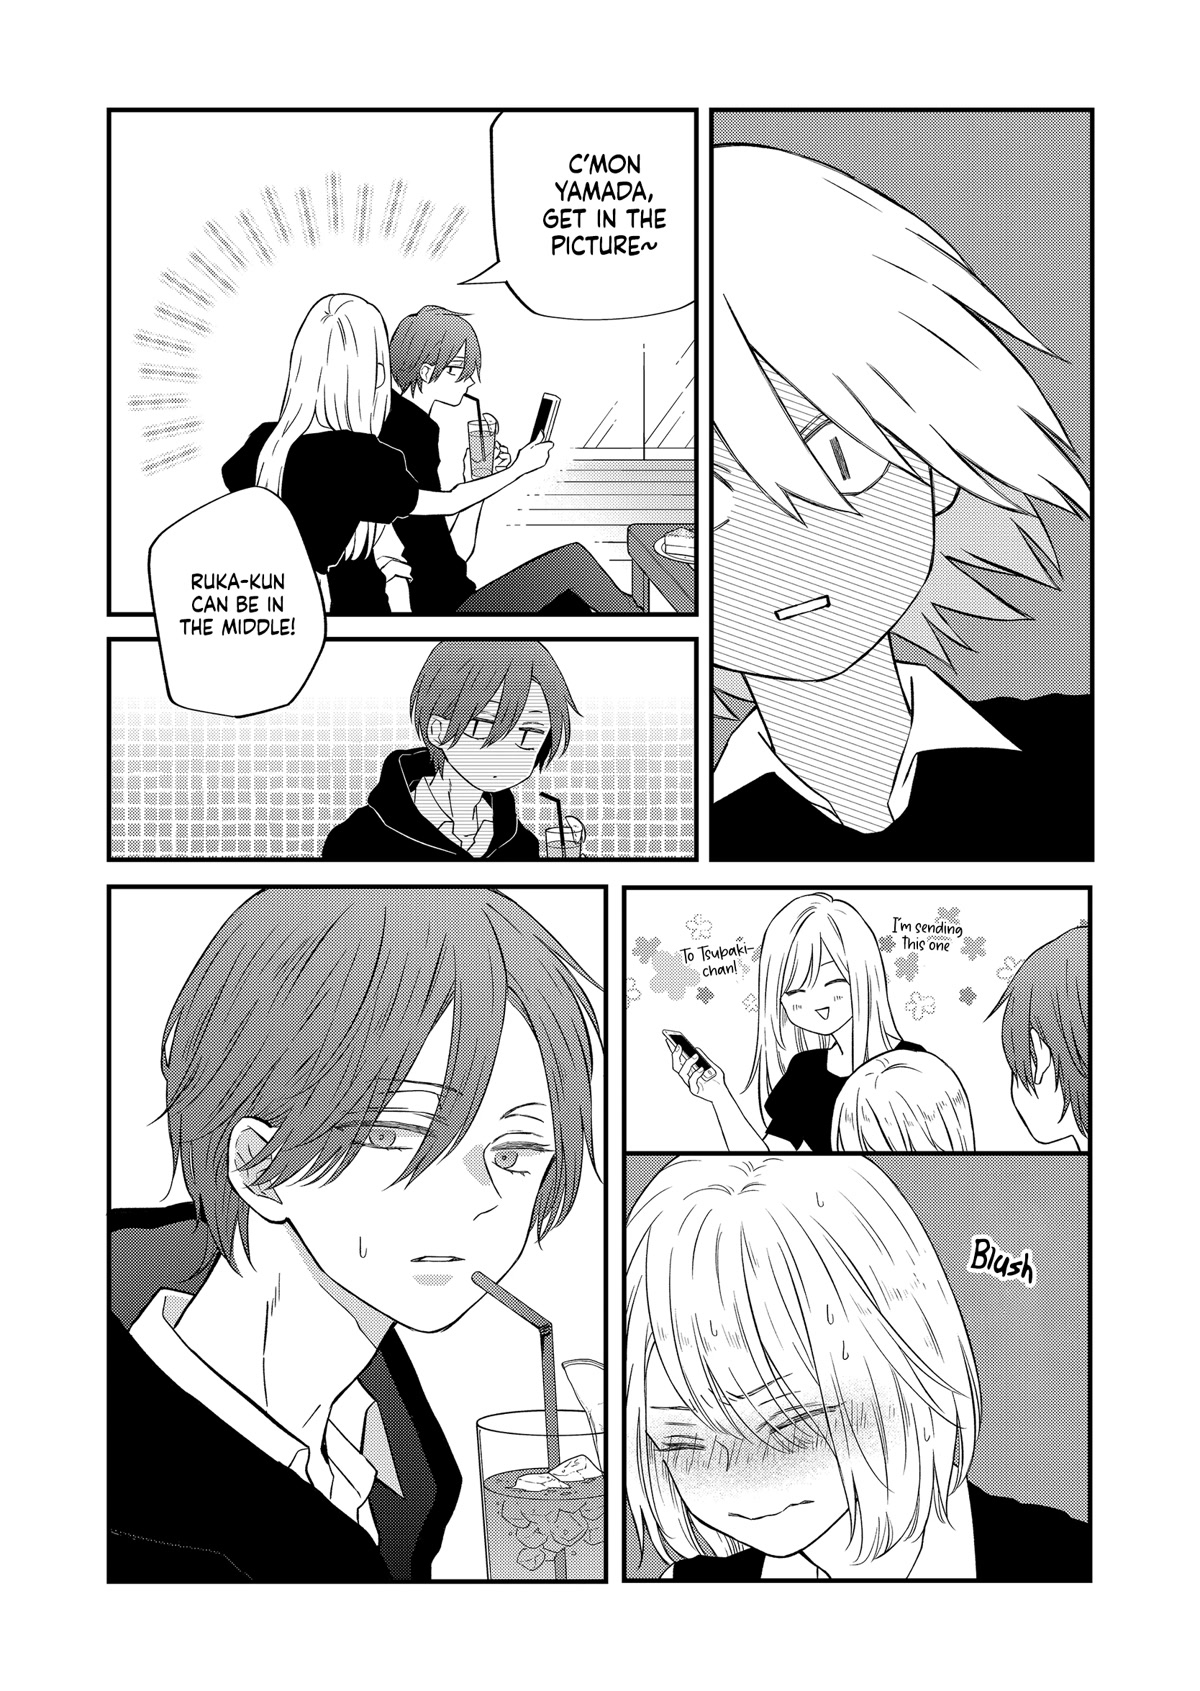 C'MON
YAMADA,
GET IN THE
PICTURE~
RUKA-KUN
CAN BE IN
THE MIDDLE!
I'm sending
this one
To Tsubaki-
chan!
Blush